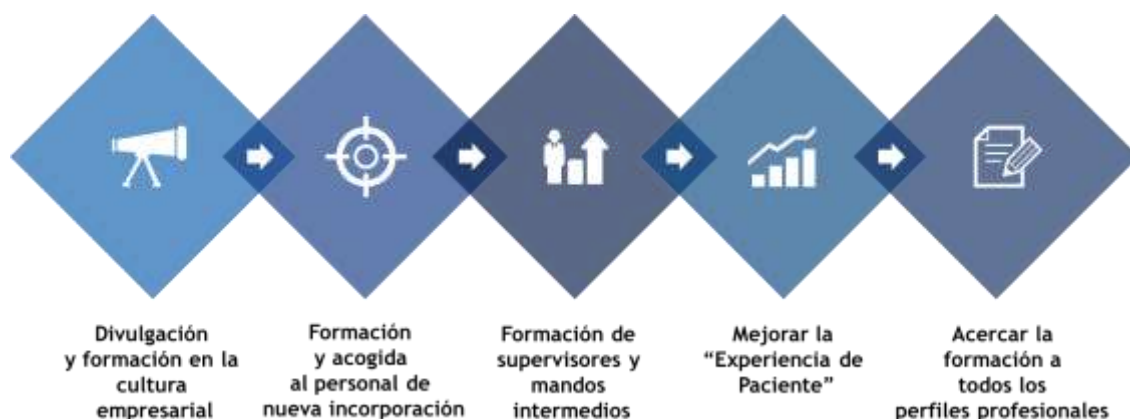 Divulgación
y formación en la
cultura
empresarial
Formación
y acogida
al personal de
nueva incorporación
Formación de
supervisores y
mandos
intermedios
Mejorar la
“Experiencia de
Paciente”
Acercar la
formación a
todos los
perfiles profesionales